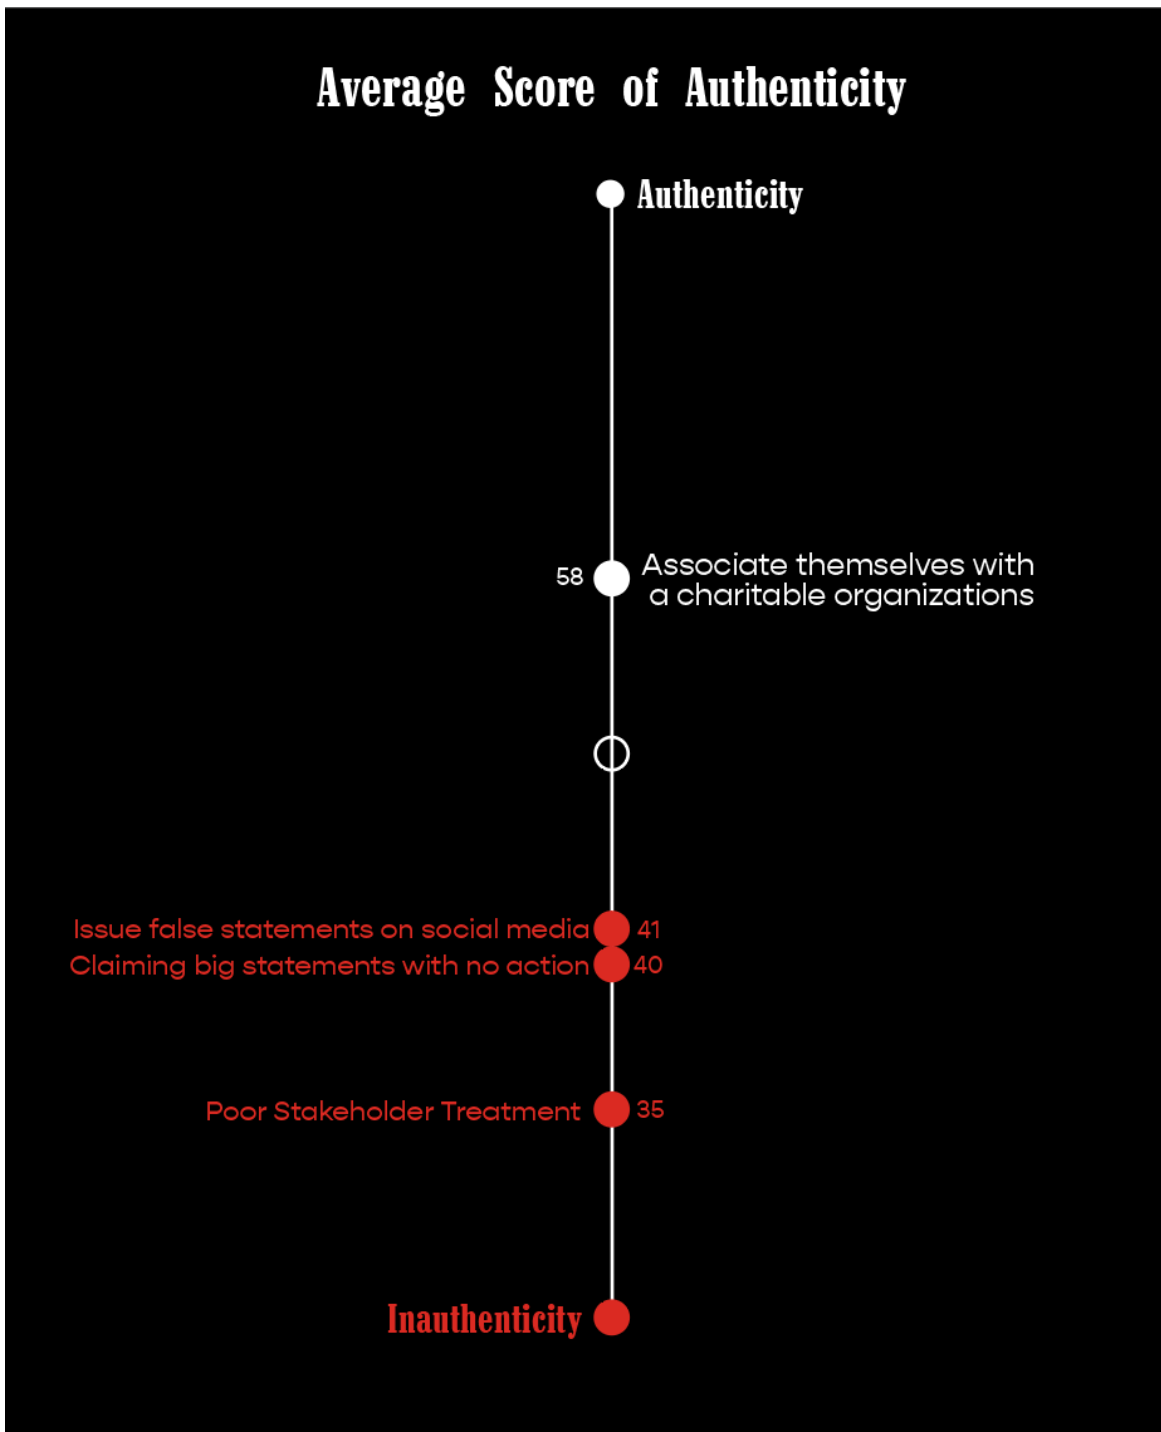 Average Score of Authenticity
Authenticity
58
Associate themselves with
a charitable organizations
Issue false statements on social media
41
Claiming big statements with no action
40
Poor Stakeholder Treatment
35
Inauthenticity